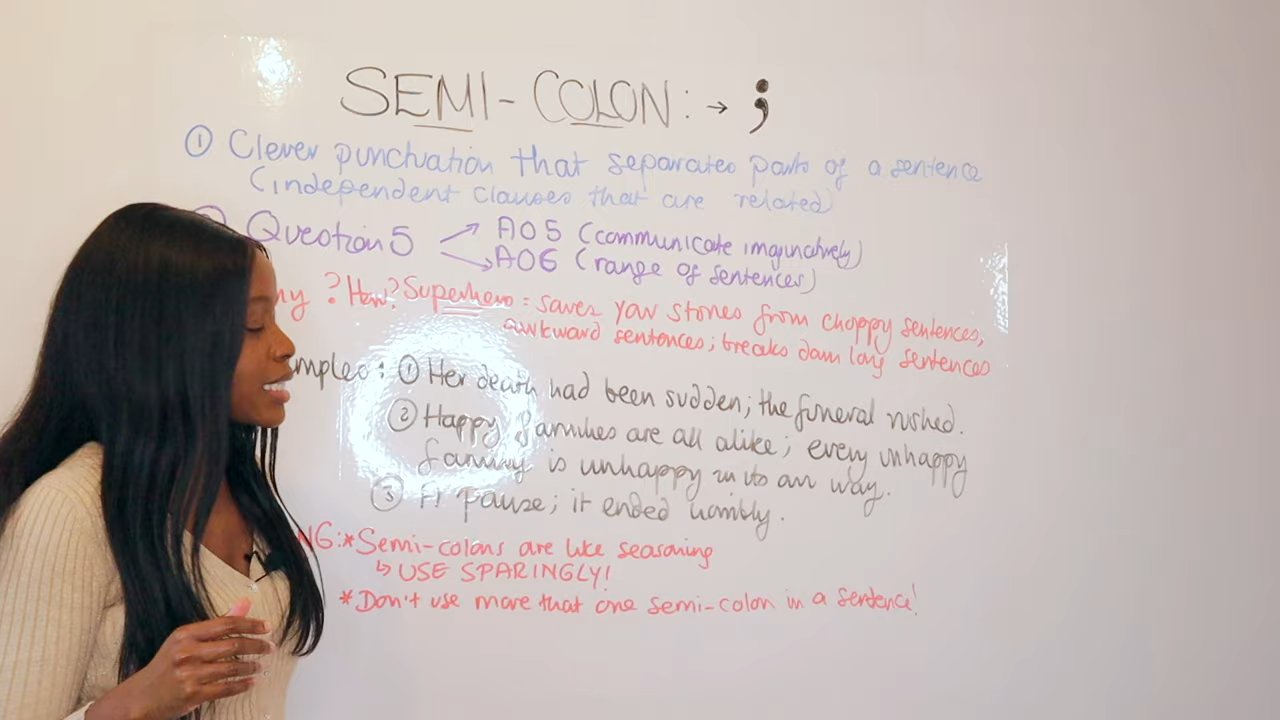 SEMI-COLON: → ;
① Clever punctuation that separates parts of a sentence
(independent clauses that are related)
Question 5 AO5 (communicate imaginatively)
AO6 (range of sentences)
? How? Superhero: saves your stories from choppy sentences,
awkward sentences; breaks down long sentences
① Her death had been sudden; the funeral rushed.
② Happy families are all alike; every unhappy
family is unhappy in its own way.
③ A pause; it ended humbly.
NG: *Semi-colons are like seasoning
↳ USE SPARINGLY!
*Don't use more that one semi-colon in a sentence!